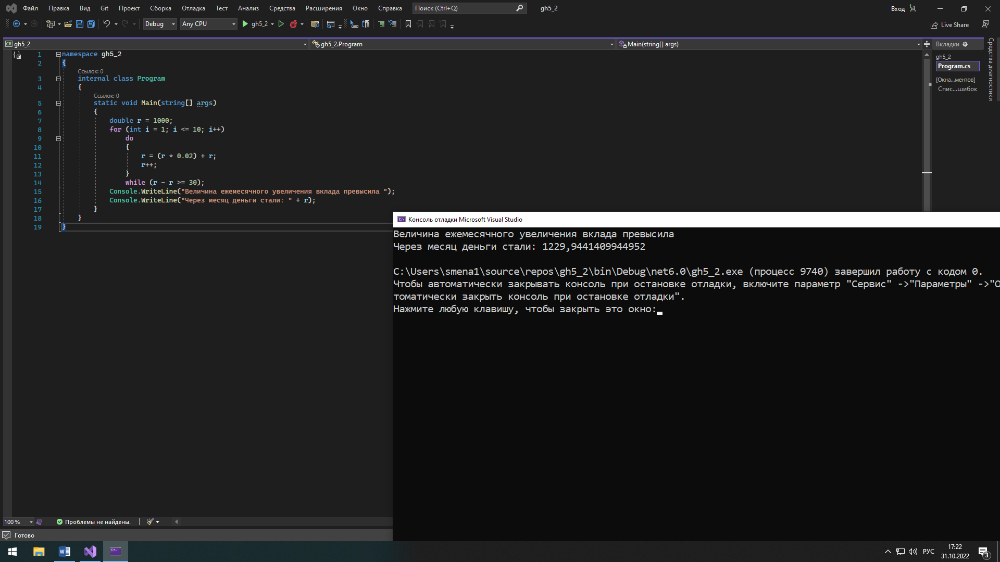 Файл Правка Вид Git Проект Сборка Отладка Тест Анализ Средства Расширения Окно Справка Поиск (Ctrl+Q) gh5_2 Вход
Debug Any CPU gh5_2 Live Share
C# gh5_2 gh5_2.Program Main(string[] args) Вкладки
Средства диагностики
gh5_2
Program.cs
[Окна...ментов]
Спис...шибок
1 namespace gh5_2
2 {
Ссылок: 0
3 internal class Program
4 {
Ссылок: 0
5 static void Main(string[] args)
6 {
7 double r = 1000;
8 for (int i = 1; i <= 10; i++)
9 do
10 {
11 r = (r * 0.02) + r;
12 r++;
13 }
14 while (r - r >= 30);
15 Console.WriteLine("Величина ежемесячного увеличения вклада превысила ");
16 Console.WriteLine("Через месяц деньги стали: " + r);
17 }
18 }
19 }
Консоль отладки Microsoft Visual Studio
Величина ежемесячного увеличения вклада превысила
Через месяц деньги стали: 1229,9441409944952
C:\Users\smena1\source\repos\gh5_2\bin\Debug\net6.0\gh5_2.exe (процесс 9740) завершил работу с кодом 0.
Чтобы автоматически закрывать консоль при остановке отладки, включите параметр "Сервис" ->"Параметры" ->"О
томатически закрыть консоль при остановке отладки".
Нажмите любую клавишу, чтобы закрыть это окно:
100 % Проблемы не найдены.
Готово
РУС 17:22
31.10.2022
3